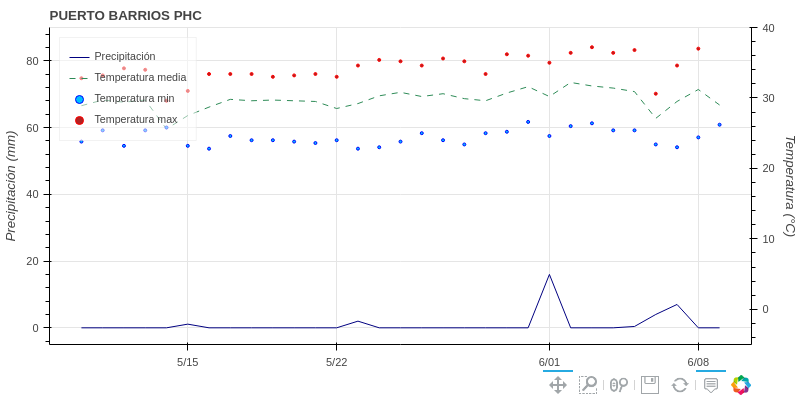 PUERTO BARRIOS PHC
Precipitación
Temperatura media
Temperatura min
Temperatura max
Precipitación (mm)
80
60
40
20
0
Temperatura (°C)
40
30
20
10
0
5/15
5/22
6/01
6/08